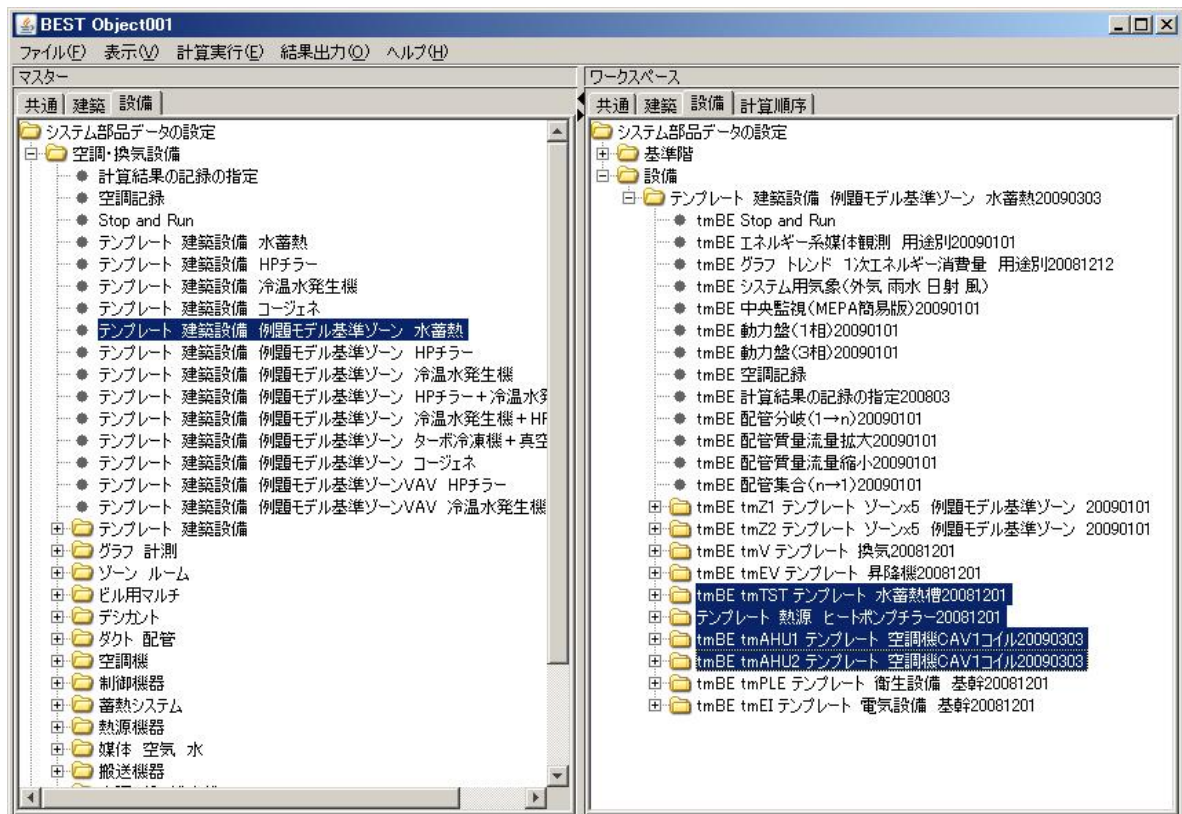 BEST Object001
ファイル(F) 表示(V) 計算実行(E) 結果出力(O) ヘルプ(H)
マスター
共通 建築 設備
システム部品データの設定
空調・換気設備
計算結果の記録の指定
空調記録
Stop and Run
テンプレート 建築設備 水蓄熱
テンプレート 建築設備 HPチラー
テンプレート 建築設備 冷温水発生機
テンプレート 建築設備 コージェネ
テンプレート 建築設備 例題モデル基準ゾーン 水蓄熱
テンプレート 建築設備 例題モデル基準ゾーン HPチラー
テンプレート 建築設備 例題モデル基準ゾーン 冷温水発生機
テンプレート 建築設備 例題モデル基準ゾーン HPチラー+冷温水発
テンプレート 建築設備 例題モデル基準ゾーン 冷温水発生機+HF
テンプレート 建築設備 例題モデル基準ゾーン ターボ冷凍機+真空
テンプレート 建築設備 例題モデル基準ゾーン コージェネ
テンプレート 建築設備 例題モデル基準ゾーンVAV HPチラー
テンプレート 建築設備 例題モデル基準ゾーンVAV 冷温水発生機
テンプレート 建築設備
グラフ 計測
ゾーン ルーム
ビル用マルチ
デシカント
ダクト 配管
空調機
制御機器
蓄熱システム
熱源機器
媒体 空気 水
搬送機器
ワークスペース
共通 建築 設備 計算順序
システム部品データの設定
基準階
設備
テンプレート 建築設備 例題モデル基準ゾーン 水蓄熱20090303
tmBE Stop and Run
tmBE エネルギー系媒体観測 用途別20090101
tmBE グラフ トレンド 1次エネルギー消費量 用途別20081212
tmBE システム用気象(外気 雨水 日射 風)
tmBE 中央監視(MEPA簡易版)20090101
tmBE 動力盤(1相)20090101
tmBE 動力盤(3相)20090101
tmBE 空調記録
tmBE 計算結果の記録の指定200803
tmBE 配管分岐(1→n)20090101
tmBE 配管質量流量拡大20090101
tmBE 配管質量流量縮小20090101
tmBE 配管集合(n→1)20090101
tmBE tmZ1 テンプレート ゾーンx5 例題モデル基準ゾーン 20090101
tmBE tmZ2 テンプレート ゾーンx5 例題モデル基準ゾーン 20090101
tmBE tmV テンプレート 換気20081201
tmBE tmEV テンプレート 昇降機20081201
tmBE tmTST テンプレート 水蓄熱槽20081201
テンプレート 熱源 ヒートポンプチラー20081201
tmBE tmAHU1 テンプレート 空調機CAV1コイル20090303
tmBE tmAHU2 テンプレート 空調機CAV1コイル20090303
tmBE tmPLE テンプレート 衛生設備 基幹20081201
tmBE tmEI テンプレート 電気設備 基幹20081201